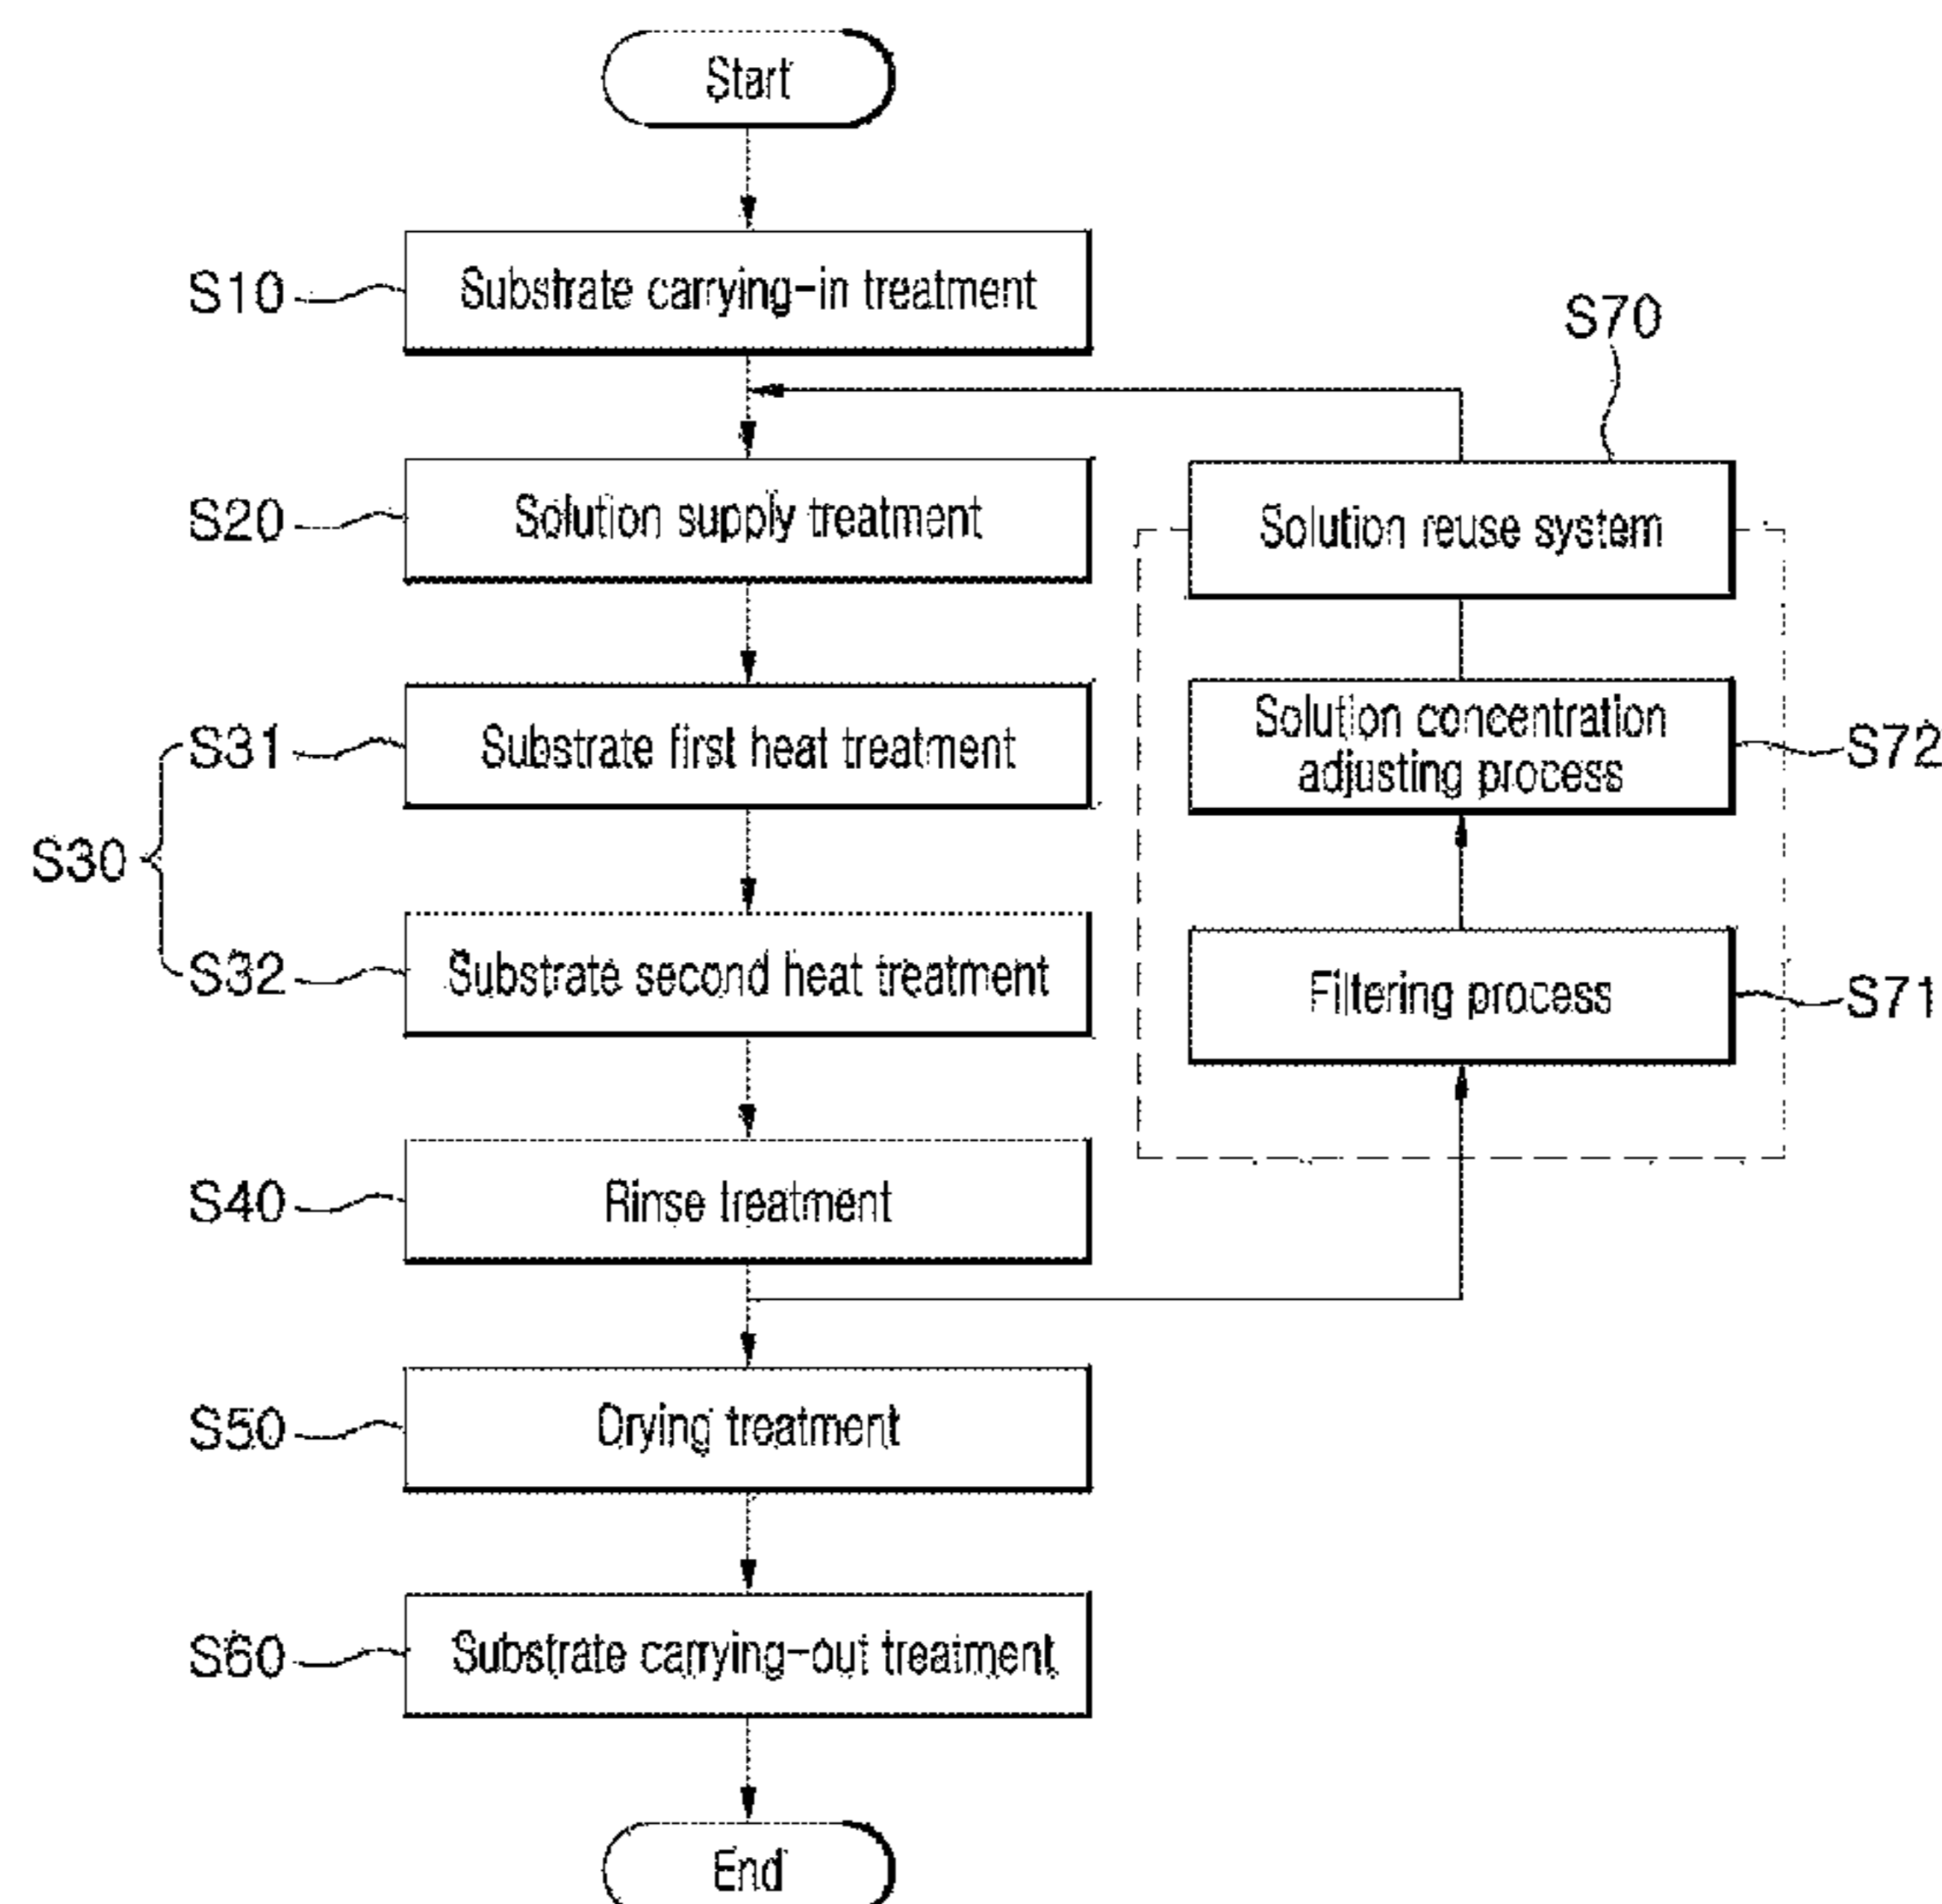 Start
S10
Substrate carrying-in treatment
S70
S20
Solution supply treatment
Solution reuse system
S31
Substrate first heat treatment
Solution concentration
adjusting process
S72
S30
S32
Substrate second heat treatment
Filtering process
S71
S40
Rinse treatment
S50
Drying treatment
S60
Substrate carrying-out treatment
End